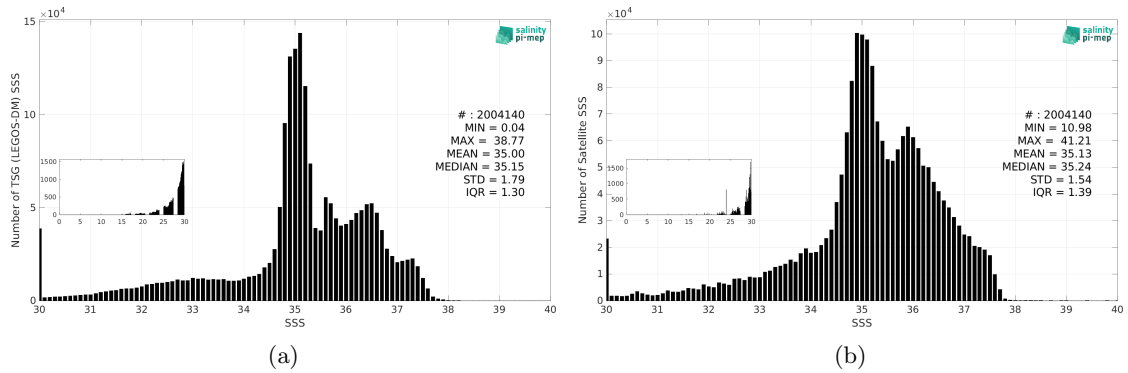 15
×10⁴
10
5
0
Number of TSG (LEGOS-DM) SSS
salinity
pi-mep
# : 2004140
MIN = 0.04
MAX = 38.77
MEAN = 35.00
MEDIAN = 35.15
STD = 1.79
IQR = 1.30
1500
1000
500
0
0 5 10 15 20 25 30
30 31 32 33 34 35 36 37 38 39 40
SSS
(a)
×10⁴
10
9
8
7
6
5
4
3
2
1
0
Number of Satellite SSS
salinity
pi-mep
# : 2004140
MIN = 10.98
MAX = 41.21
MEAN = 35.13
MEDIAN = 35.24
STD = 1.54
IQR = 1.39
1500
1000
500
0
0 5 10 15 20 25 30
30 31 32 33 34 35 36 37 38 39 40
SSS
(b)